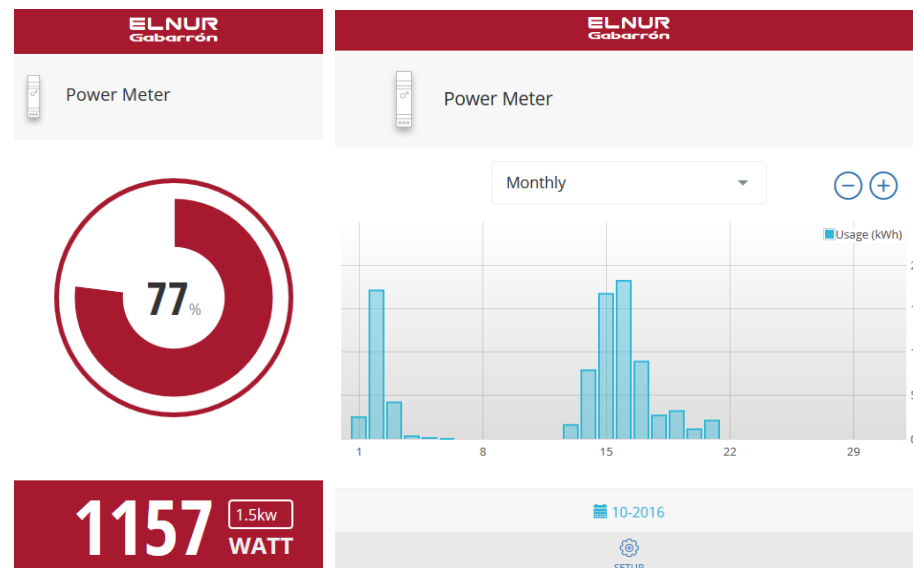 ELNUR
Gabarrón
Power Meter
77%
1157
1.5kw
WATT
ELNUR
Gabarrón
Power Meter
Monthly
Usage (kWh)
5
1 8 15 22 29
10-2016
SETUP